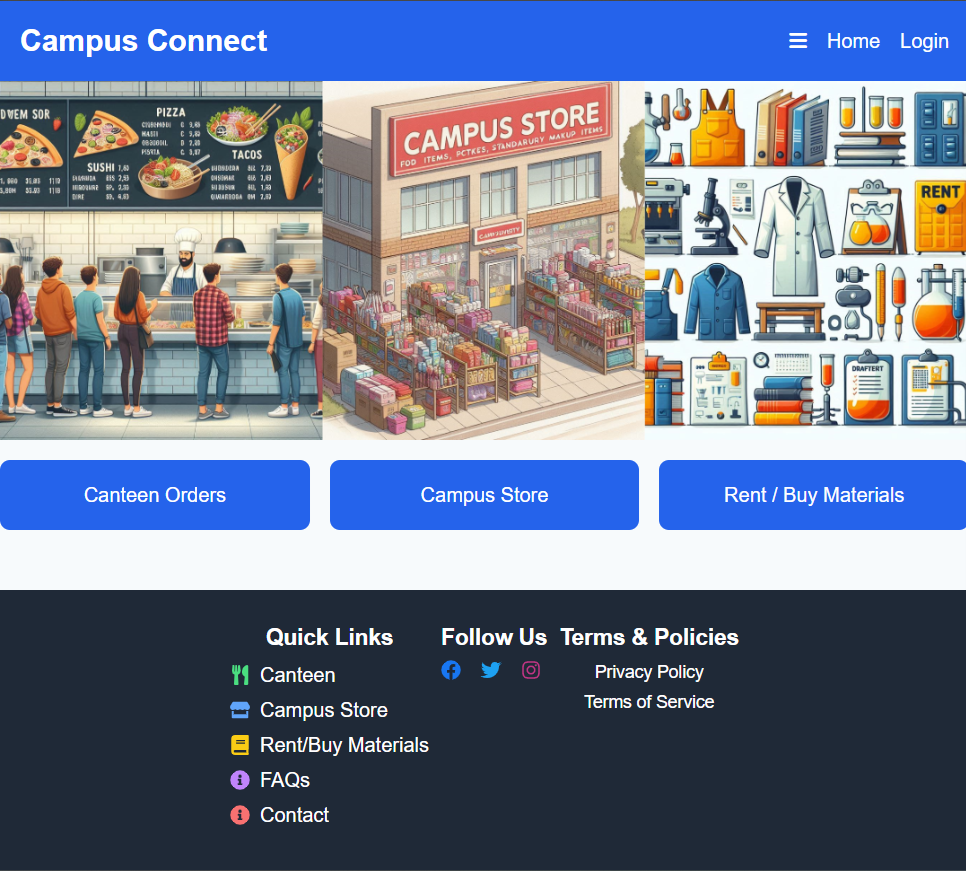 Campus Connect
Home
Login
PIZZA
SUSHI
TACOS
CAMPUS STORE
FOD ITEMS, PCTKES, STANDARURY MAKUP ITEMS
RENT
DRAFTERT
Canteen Orders
Campus Store
Rent / Buy Materials
Quick Links
Canteen
Campus Store
Rent/Buy Materials
FAQs
Contact
Follow Us
Terms & Policies
Privacy Policy
Terms of Service